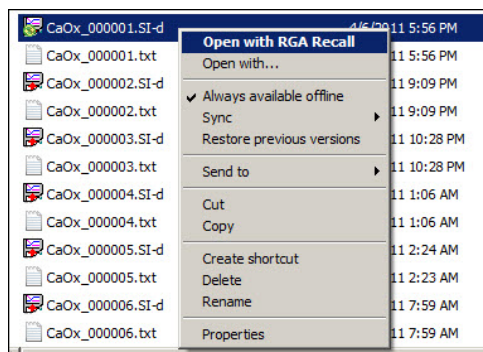 CaOx_000001.SI-d 4/6/2011 5:56 PM
Open with RGA Recall
CaOx_000001.txt 11 5:56 PM
Open with...
CaOx_000002.SI-d 11 9:09 PM
Always available offline
CaOx_000002.txt 11 9:09 PM
Sync
CaOx_000003.SI-d 11 10:28 PM
Restore previous versions
CaOx_000003.txt 11 10:28 PM
Send to
CaOx_000004.SI-d 11 1:06 AM
Cut
CaOx_000004.txt 11 1:06 AM
Copy
CaOx_000005.SI-d 11 2:24 AM
Create shortcut
CaOx_000005.txt 11 2:23 AM
Delete
CaOx_000006.SI-d 11 7:59 AM
Rename
CaOx_000006.txt 11 7:59 AM
Properties